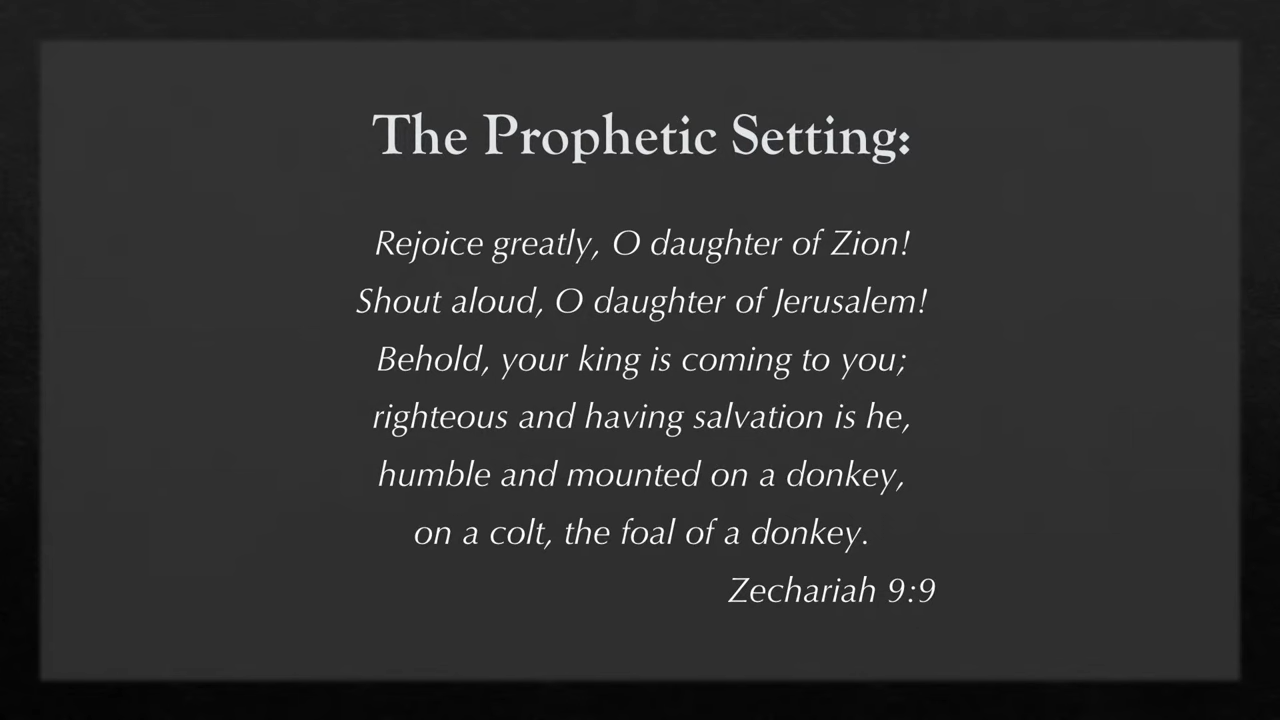 The Prophetic Setting:
Rejoice greatly, O daughter of Zion!
Shout aloud, O daughter of Jerusalem!
Behold, your king is coming to you;
righteous and having salvation is he,
humble and mounted on a donkey,
on a colt, the foal of a donkey.
Zechariah 9:9